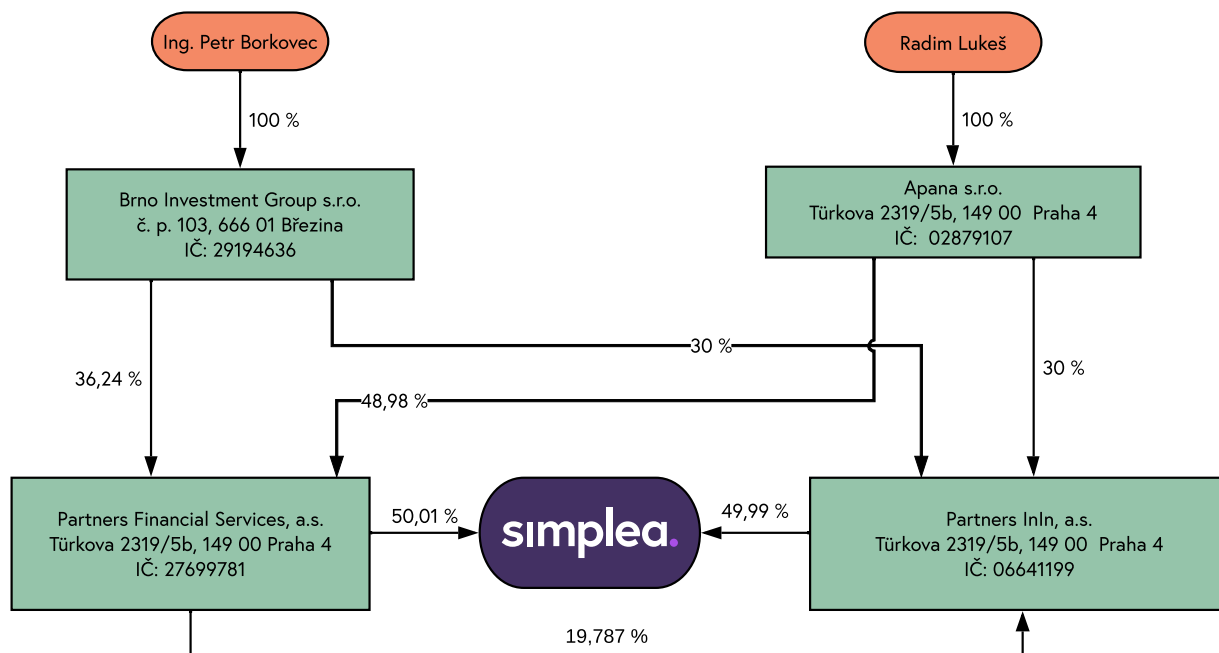 Ing. Petr Borkovec
Radim Lukeš
100 %
100 %
Brno Investment Group s.r.o.
č. p. 103, 666 01 Březina
IČ: 29194636
Apana s.r.o.
Türkova 2319/5b, 149 00 Praha 4
IČ: 02879107
30 %
36,24 %
30 %
48,98 %
Partners Financial Services, a.s.
Türkova 2319/5b, 149 00 Praha 4
IČ: 27699781
50,01 %
simplea.
49,99 %
Partners InIn, a.s.
Türkova 2319/5b, 149 00 Praha 4
IČ: 06641199
19,787 %